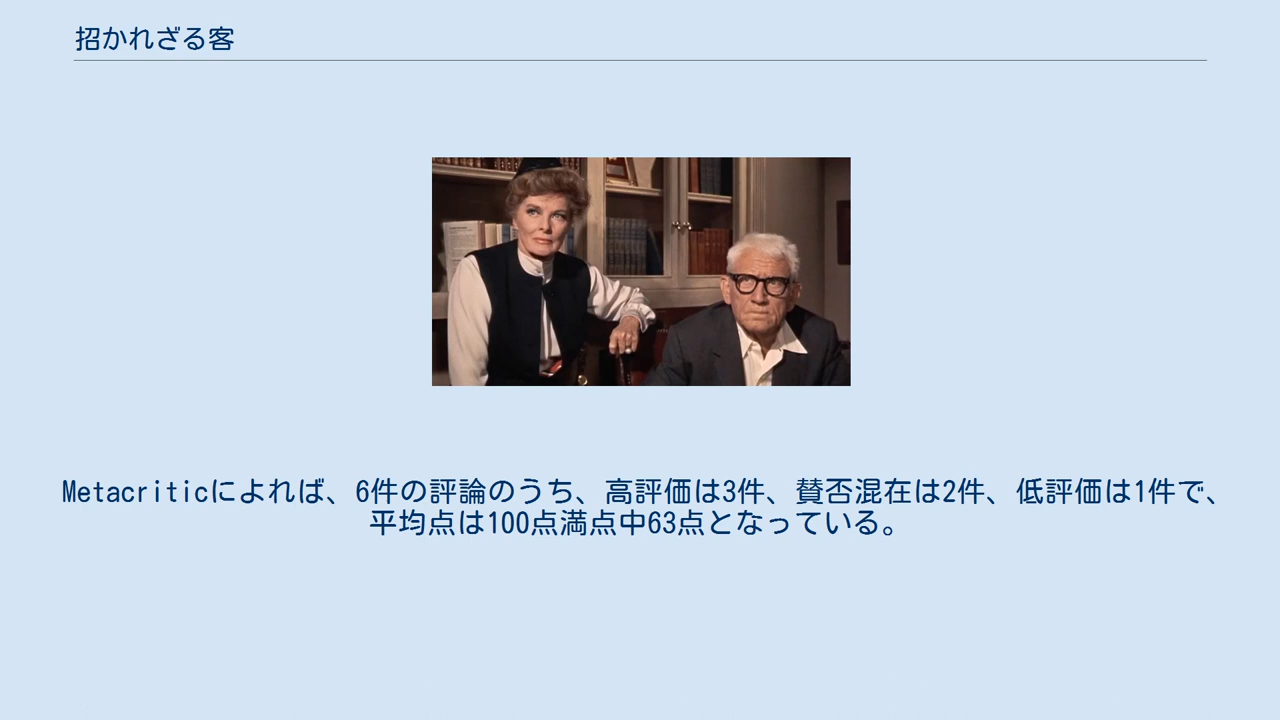 招かれざる客
Metacriticによれば、6件の評論のうち、高評価は3件、賛否混在は2件、低評価は1件で、
平均点は100点満点中63点となっている。